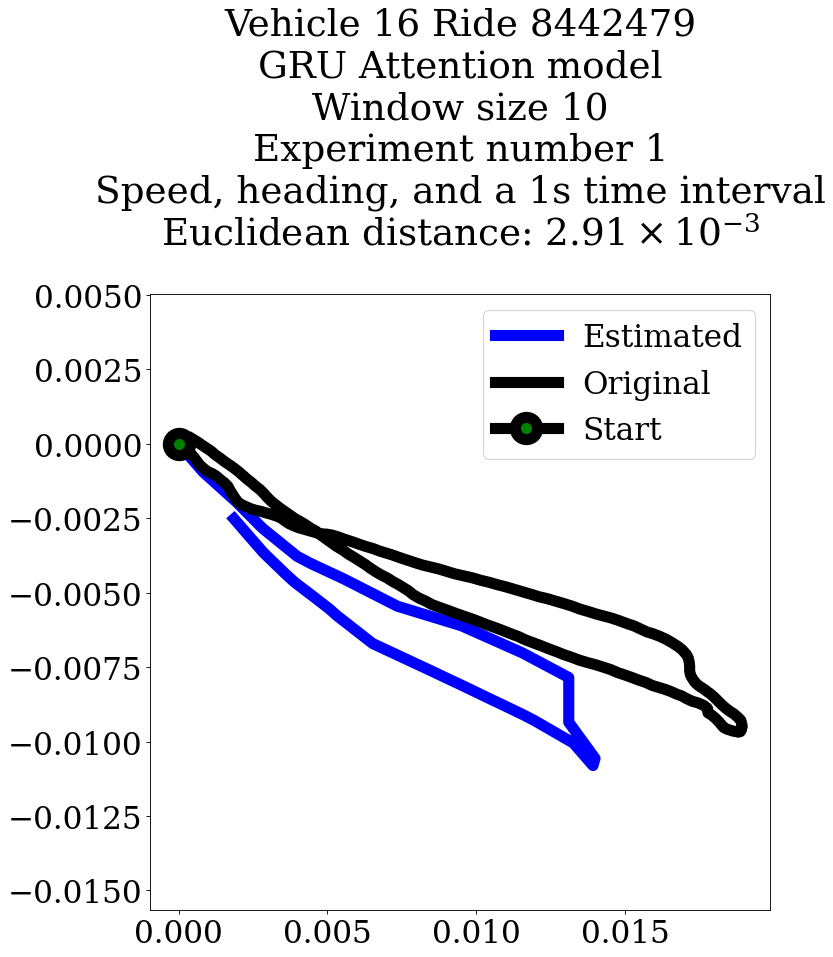 Vehicle 16 Ride 8442479
GRU Attention model
Window size 10
Experiment number 1
Speed, heading, and a 1s time interval
Euclidean distance: 2.91 × 10⁻³
0.0050
0.0025
0.0000
−0.0025
−0.0050
−0.0075
−0.0100
−0.0125
−0.0150
Estimated
Original
Start
0.000 0.005 0.010 0.015